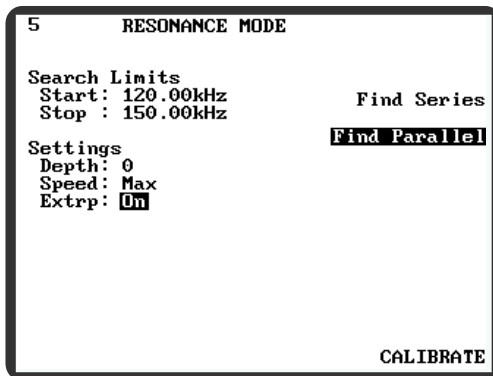 5 RESONANCE MODE
Search Limits
Start: 120.00kHz
Stop : 150.00kHz
Find Series
Find Parallel
Settings
Depth: 0
Speed: Max
Extrp: On
CALIBRATE